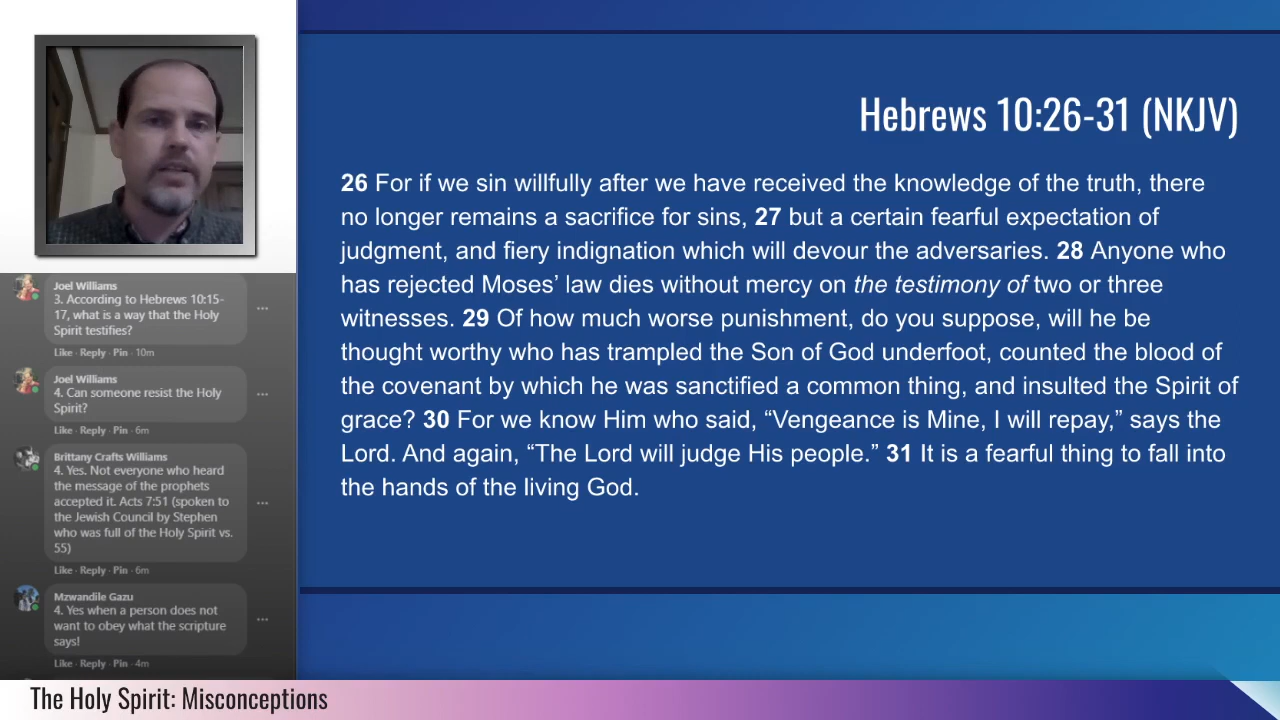 Joel Williams
3. According to Hebrews 10:15-
17, what is a way that the Holy
Spirit testifies?
Like · Reply · Pin · 10m
Joel Williams
4. Can someone resist the Holy
Spirit?
Like · Reply · Pin · 6m
Brittany Crafts Williams
4. Yes. Not everyone who heard
the message of the prophets
accepted it. Acts 7:51 (spoken to
the Jewish Council by Stephen
who was full of the Holy Spirit vs.
55)
Like · Reply · Pin · 6m
Mzwandile Gazu
4. Yes when a person does not
want to obey what the scripture
says!
Like · Reply · Pin · 4m
Hebrews 10:26-31 (NKJV)
26 For if we sin willfully after we have received the knowledge of the truth, there
no longer remains a sacrifice for sins, 27 but a certain fearful expectation of
judgment, and fiery indignation which will devour the adversaries. 28 Anyone who
has rejected Moses’ law dies without mercy on the testimony of two or three
witnesses. 29 Of how much worse punishment, do you suppose, will he be
thought worthy who has trampled the Son of God underfoot, counted the blood of
the covenant by which he was sanctified a common thing, and insulted the Spirit of
grace? 30 For we know Him who said, “Vengeance is Mine, I will repay,” says the
Lord. And again, “The Lord will judge His people.” 31 It is a fearful thing to fall into
the hands of the living God.
The Holy Spirit: Misconceptions